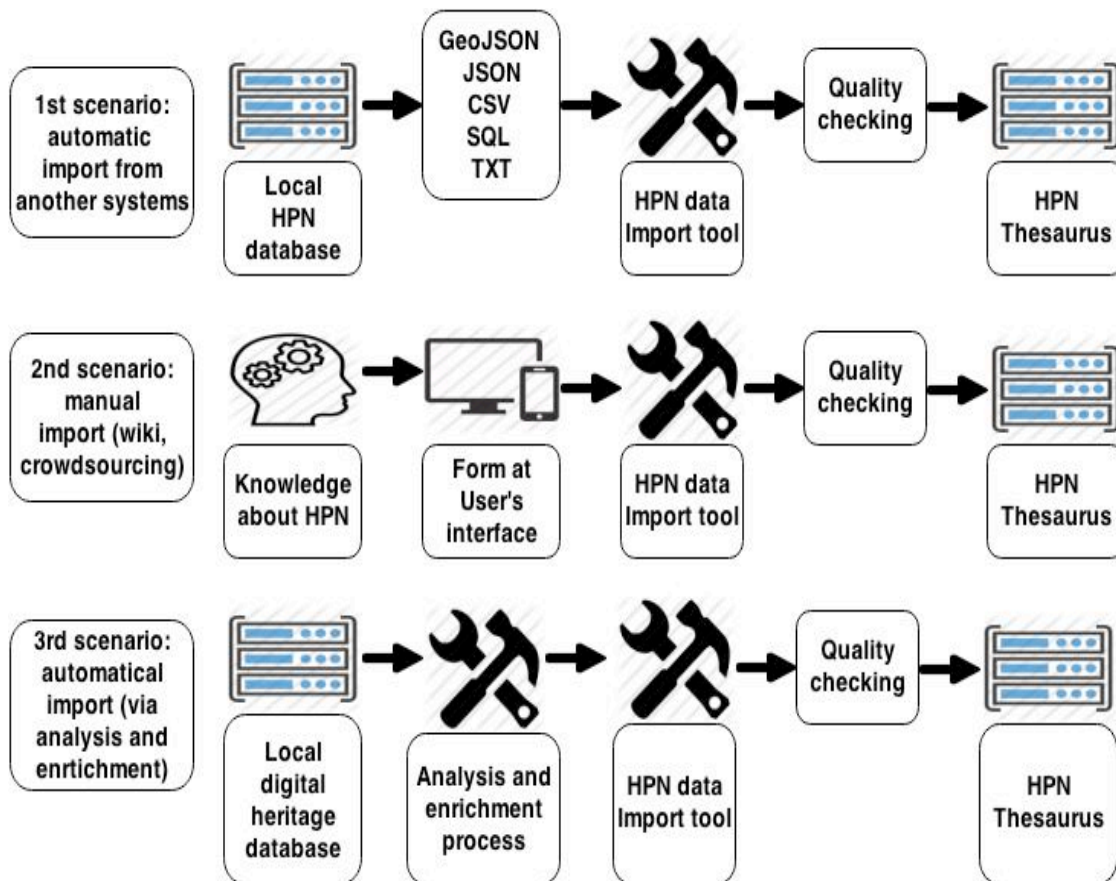 1st scenario:
automatic
import from
another systems
Local
HPN
database
GeoJSON
JSON
CSV
SQL
TXT
HPN data
Import tool
Quality
checking
HPN
Thesaurus
2nd scenario:
manual
import (wiki,
crowdsourcing)
Knowledge
about HPN
Form at
User's
interface
HPN data
Import tool
Quality
checking
HPN
Thesaurus
3rd scenario:
automatical
import (via
analysis and
enrtichment)
Local
digital
heritage
database
Analysis and
enrichment
process
HPN data
Import tool
Quality
checking
HPN
Thesaurus